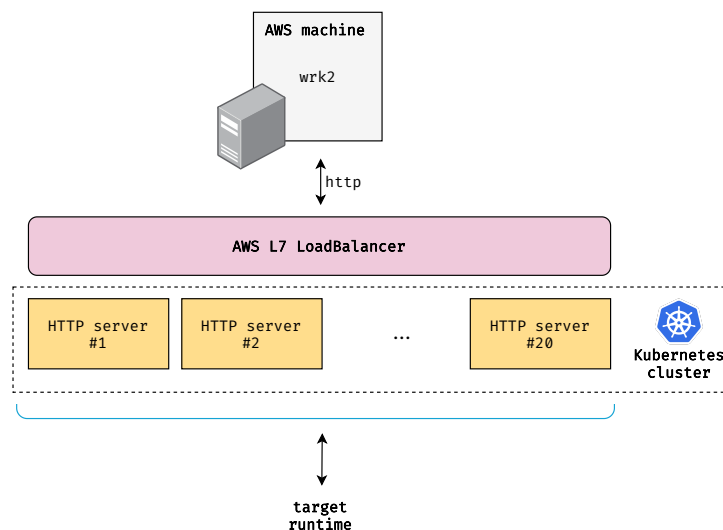 AWS machine
wrk2
http
AWS L7 LoadBalancer
HTTP server
#1
HTTP server
#2
...
HTTP server
#20
Kubernetes
cluster
target
runtime